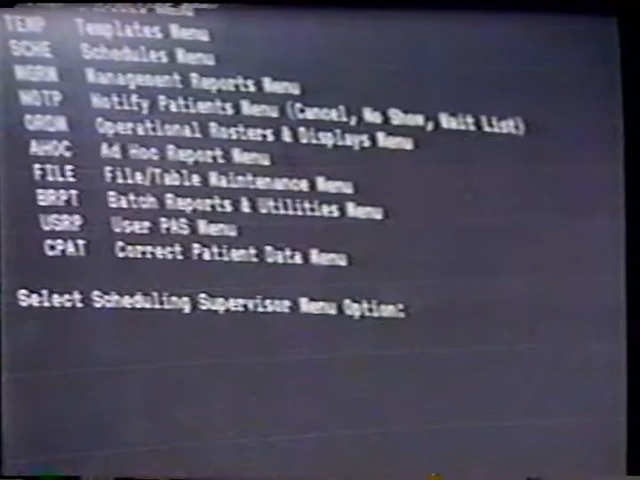 TEMP Templates Menu
SCHE Schedules Menu
MORM Management Reports Menu
NOTP Notify Patients Menu (Cancel, No Show, Wait List)
OROM Operational Rosters & Displays Menu
AHOC Ad Hoc Report Menu
FILE File/Table Maintenance Menu
BRPT Batch Reports & Utilities Menu
USRP User PAS Menu
CPAT Correct Patient Data Menu
Select Scheduling Supervisor Menu Option: